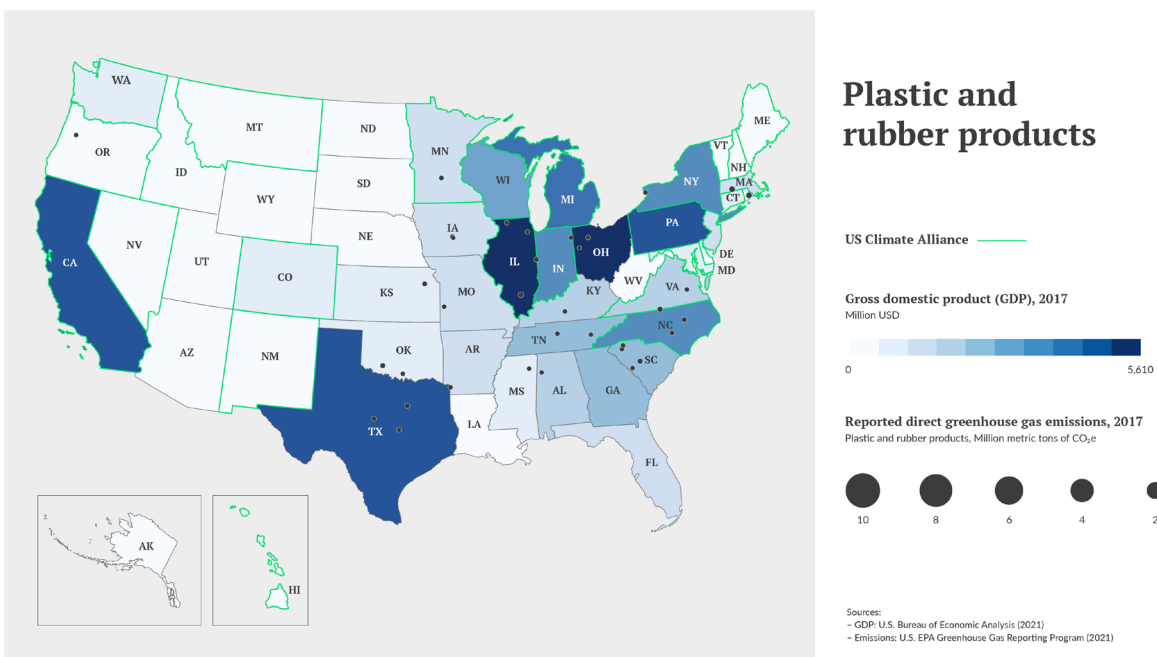 WA
OR
ID
MT
ND
MN
SD
WY
NV
UT
CA
NE
IA
WI
MI
NY
VT
NH
ME
MA
CT
PA
CO
KS
MO
IL
IN
OH
WV
DE
MD
VA
KY
AZ
NM
OK
AR
TN
NC
SC
MS
AL
GA
TX
LA
FL
AK
HI
Plastic and
rubber products
US Climate Alliance
Gross domestic product (GDP), 2017
Million USD
0 5,610
Reported direct greenhouse gas emissions, 2017
Plastic and rubber products, Million metric tons of CO₂e
10 8 6 4 2
Sources:
– GDP: U.S. Bureau of Economic Analysis (2021)
– Emissions: U.S. EPA Greenhouse Gas Reporting Program (2021)